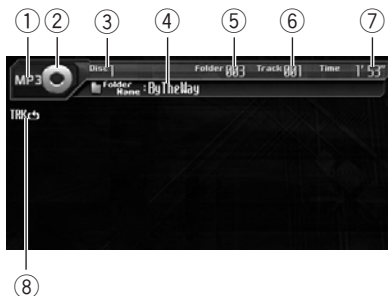 ① ② ③ ④ ⑤ ⑥ ⑦
MP3 Disc 1 Folder 003 Track 001 Time 1'53"
Folder Name : ByTheWay
TRK
⑧